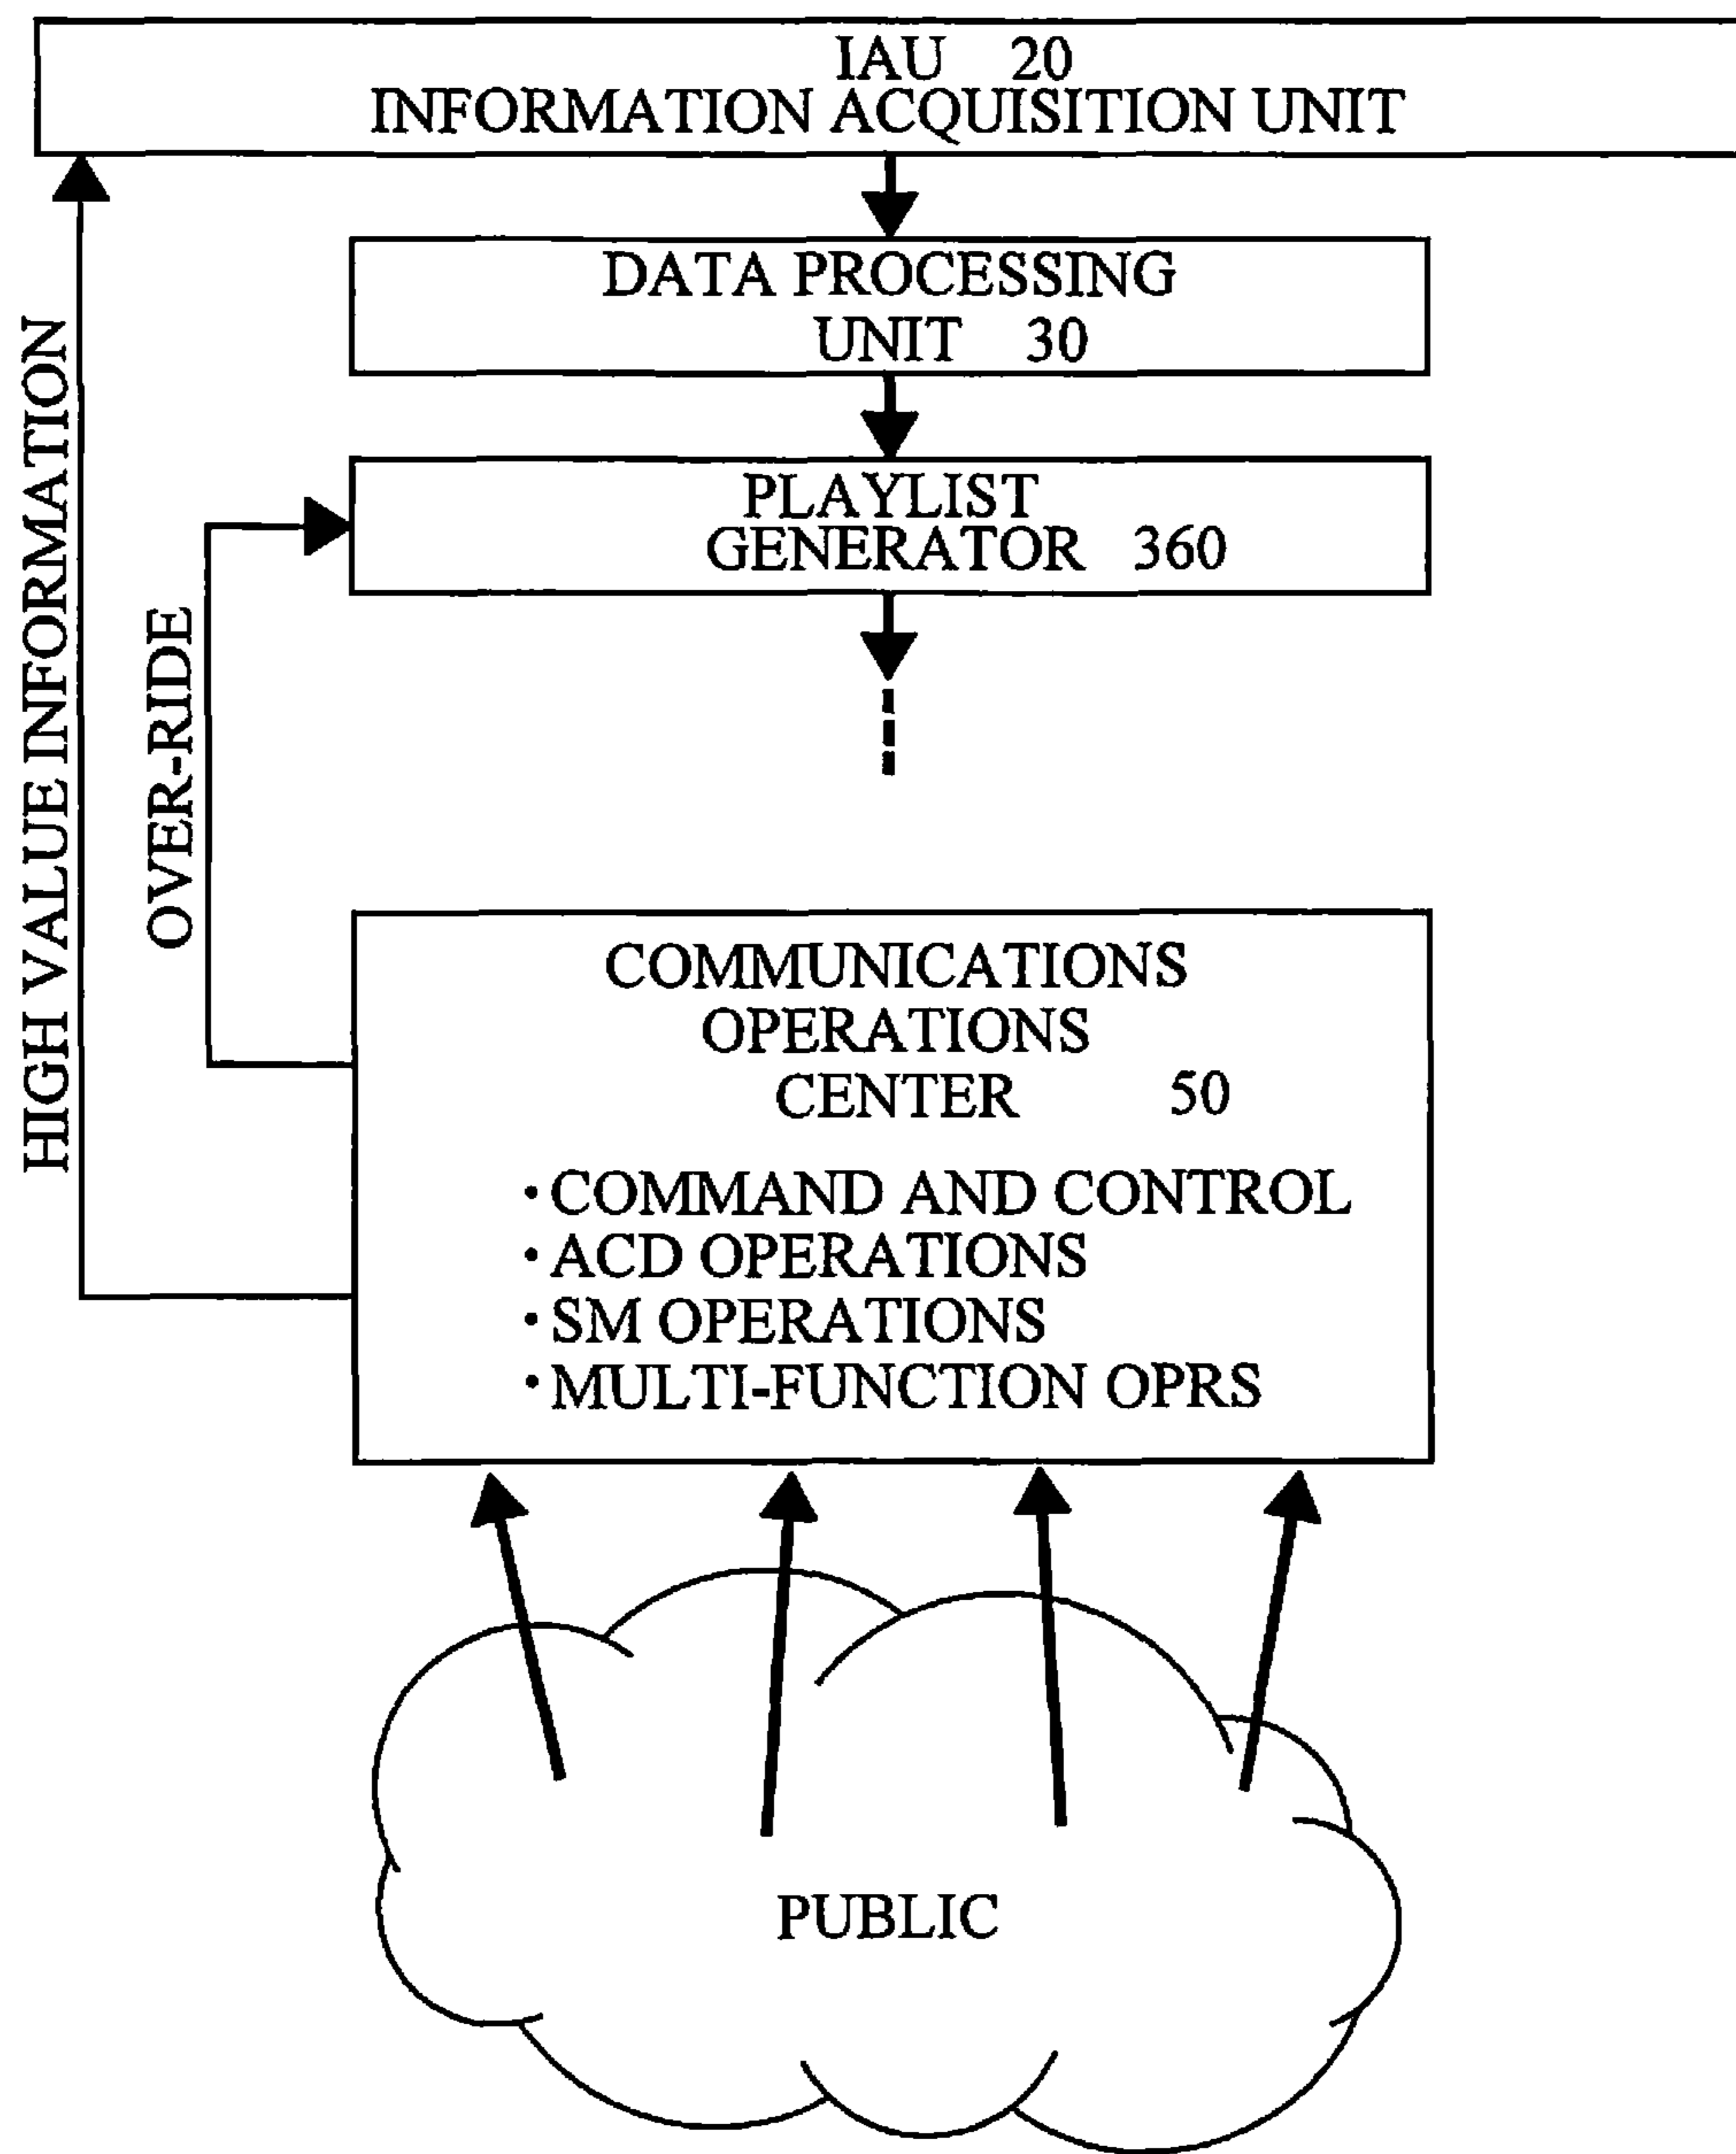 IAU 20
INFORMATION ACQUISITION UNIT
DATA PROCESSING
UNIT 30
PLAYLIST
GENERATOR 360
HIGH VALUE INFORMATION
OVER-RIDE
COMMUNICATIONS
OPERATIONS
CENTER 50
• COMMAND AND CONTROL
• ACD OPERATIONS
• SM OPERATIONS
• MULTI-FUNCTION OPRS
PUBLIC